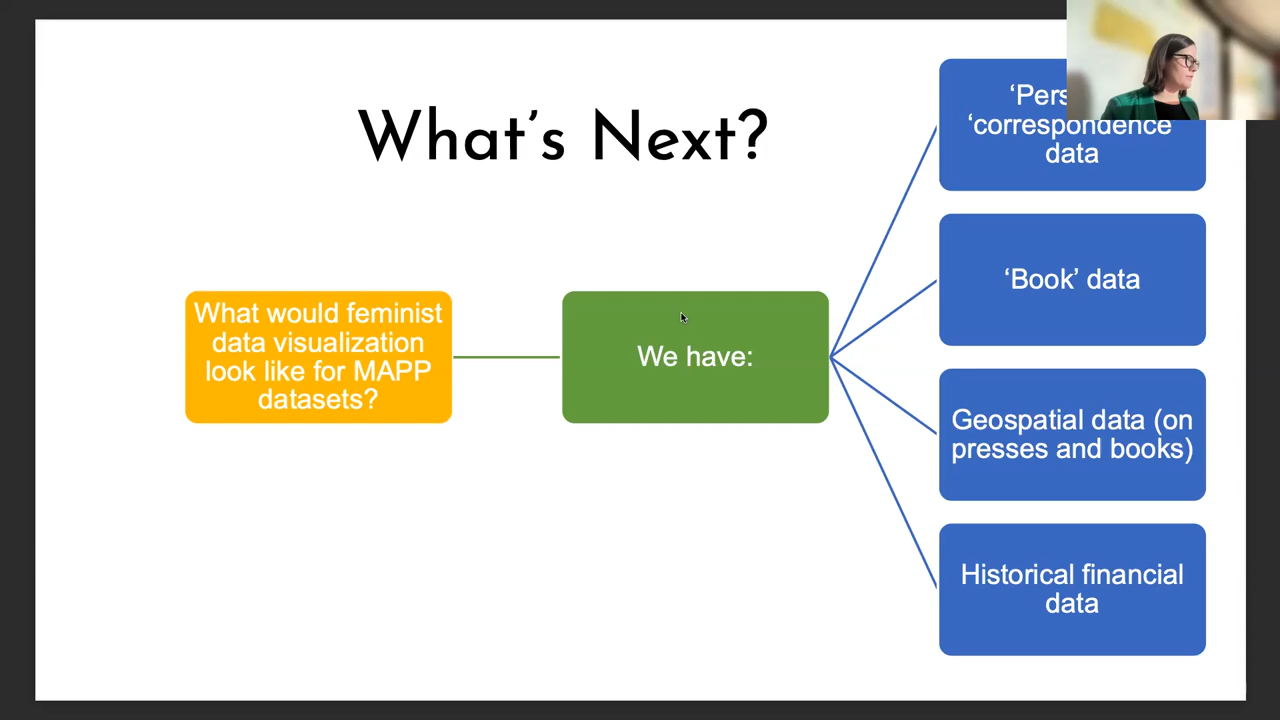 What's Next?
What would feminist
data visualization
look like for MAPP
datasets?
We have:
‘correspondence
data
‘Book’ data
Geospatial data (on
presses and books)
Historical financial
data